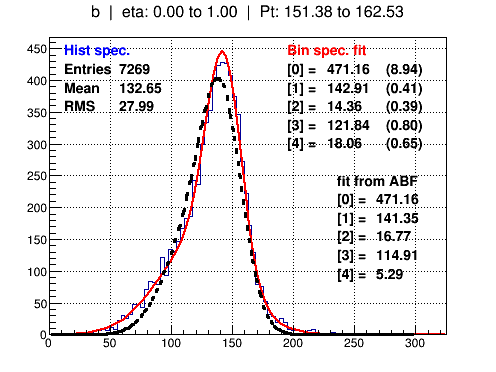 b | eta: 0.00 to 1.00 | Pt: 151.38 to 162.53
Hist spec.
Entries 7269
Mean 132.65
RMS 27.99
Bin spec. fit
[0] = 471.16 (8.94)
[1] = 142.91 (0.41)
[2] = 14.36 (0.39)
[3] = 121.84 (0.80)
[4] = 18.06 (0.65)
fit from ABF
[0] = 471.16
[1] = 141.35
[2] = 16.77
[3] = 114.91
[4] = 5.29
450
400
350
300
250
200
150
100
50
0
0 50 100 150 200 250 300